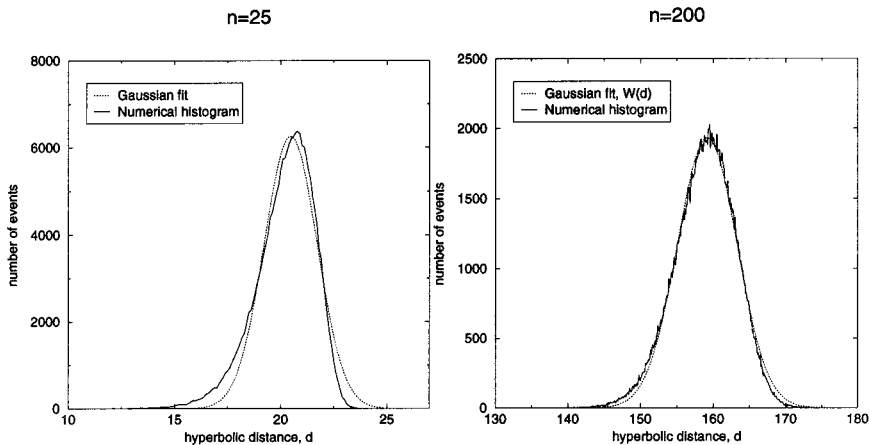 n=25
8000
6000
4000
2000
0
10
15
20
25
number of events
hyperbolic distance, d
Gaussian fit
Numerical histogram
n=200
2500
2000
1500
1000
500
0
130
140
150
160
170
180
number of events
hyperbolic distance, d
Gaussian fit, W(d)
Numerical histogram